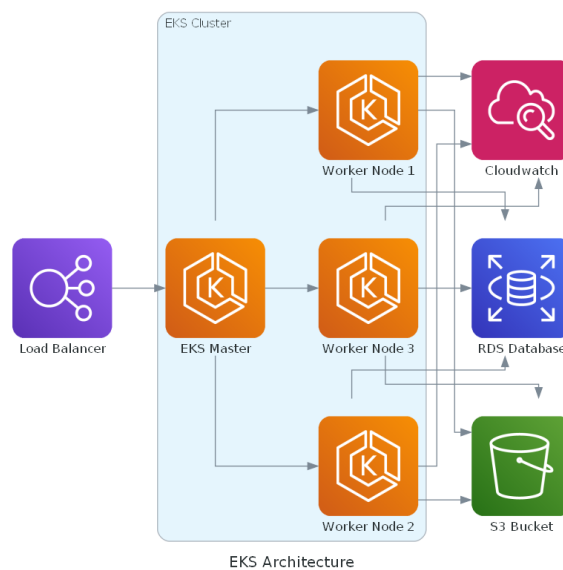 EKS Cluster
Worker Node 1
Cloudwatch
Load Balancer
EKS Master
Worker Node 3
RDS Database
Worker Node 2
S3 Bucket
EKS Architecture
K
K
K
K